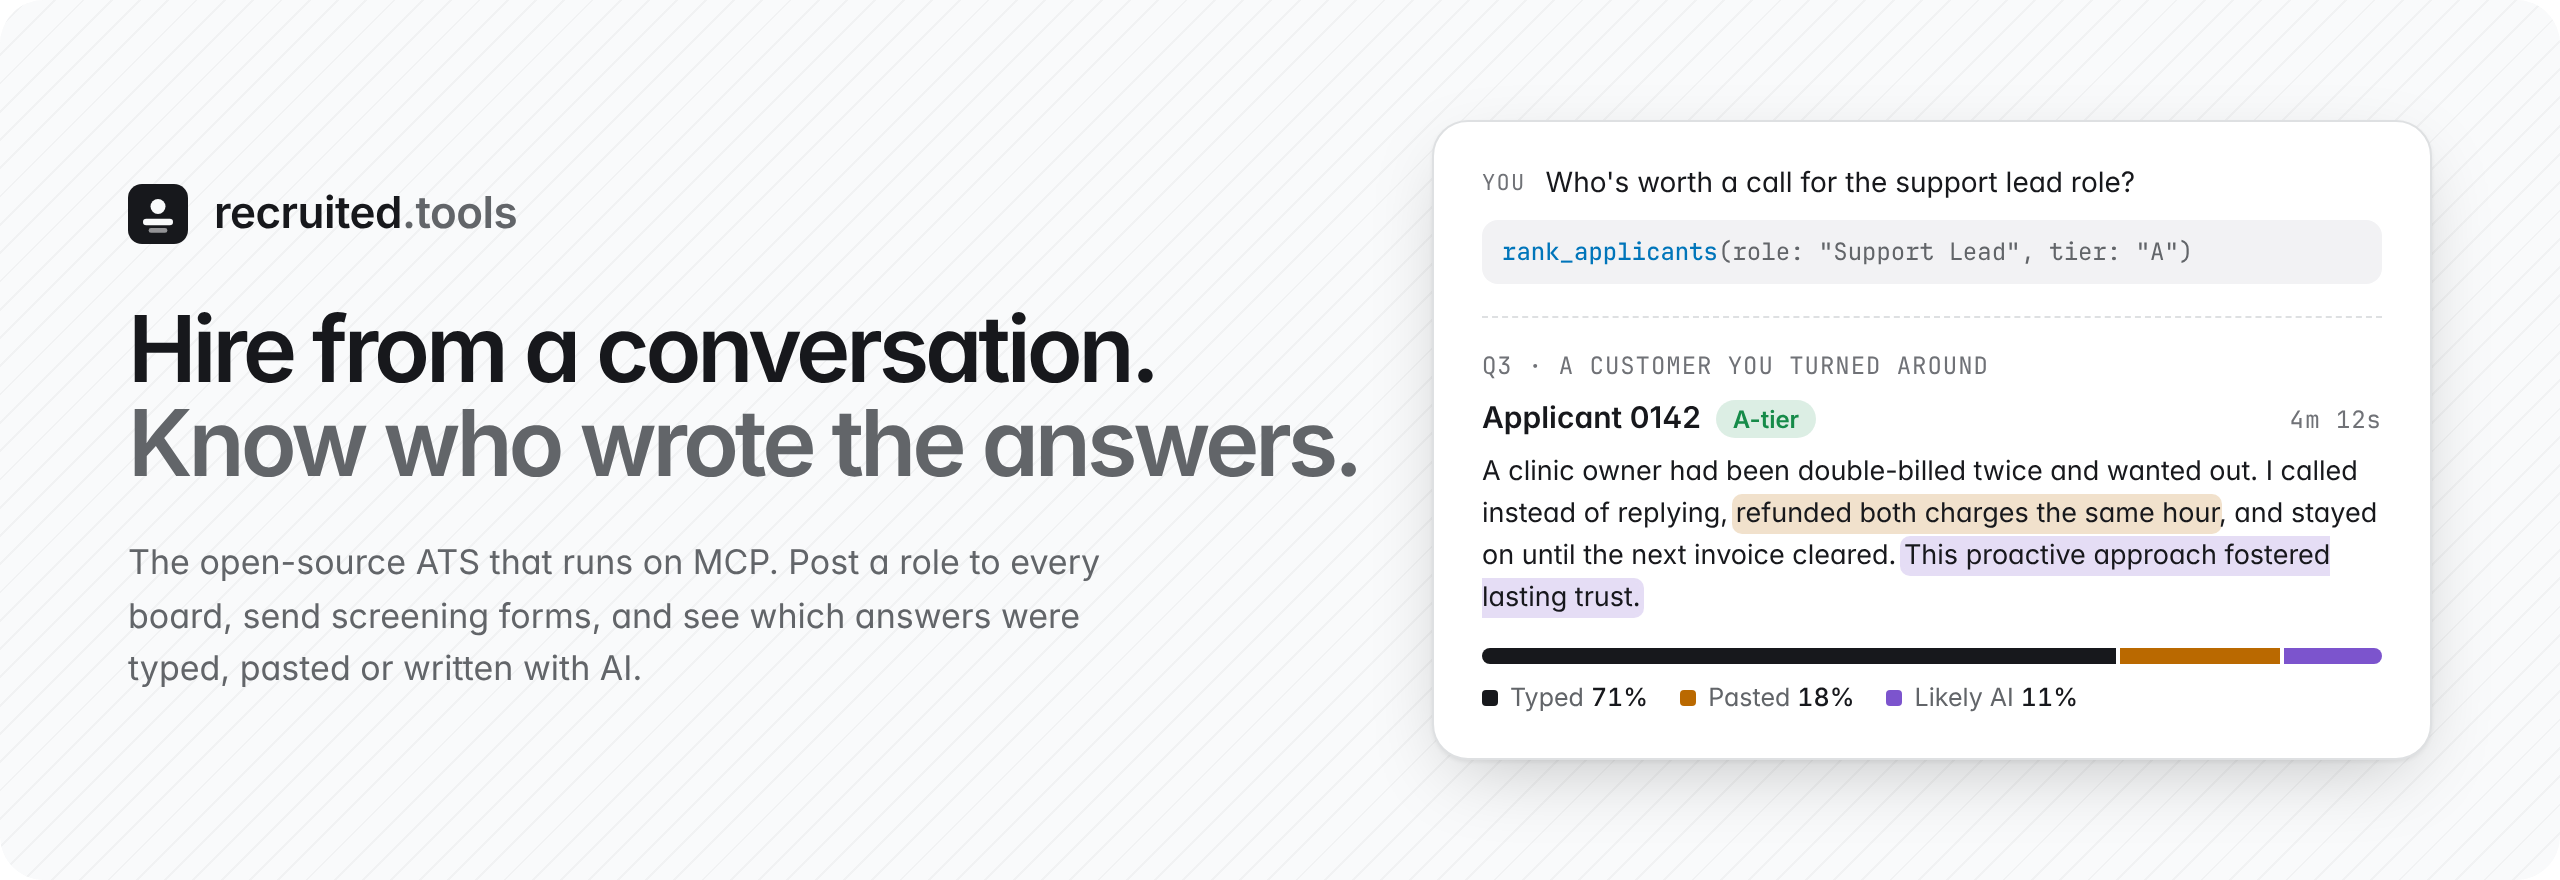 recruited.tools
Hire from a conversation.
Know who wrote the answers.
The open-source ATS that runs on MCP. Post a role to every
board, send screening forms, and see which answers were
typed, pasted or written with AI.
YOU Who's worth a call for the support lead role?
rank_applicants(role: "Support Lead", tier: "A")
Q3 · A CUSTOMER YOU TURNED AROUND
Applicant 0142 A-tier 4m 12s
A clinic owner had been double-billed twice and wanted out. I called
instead of replying, refunded both charges the same hour, and stayed
on until the next invoice cleared. This proactive approach fostered
lasting trust.
Typed 71% Pasted 18% Likely AI 11%